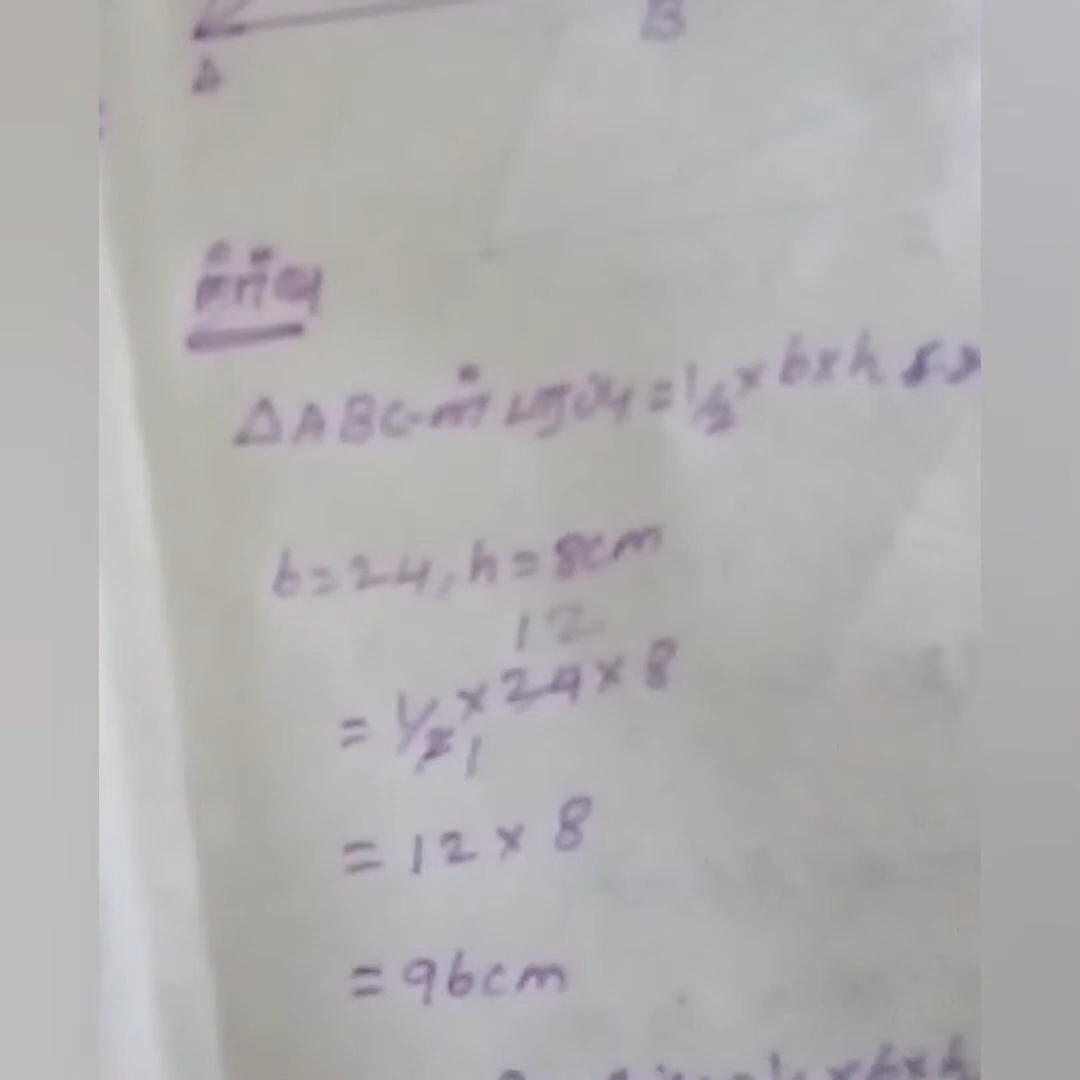 B
A
தீர்வு
ΔABC-ன் பரப்பு = 1/2 × b×h ச.
b=24, h=8cm
12
= 1/2 × 24 × 8
1
= 12 × 8
= 96cm